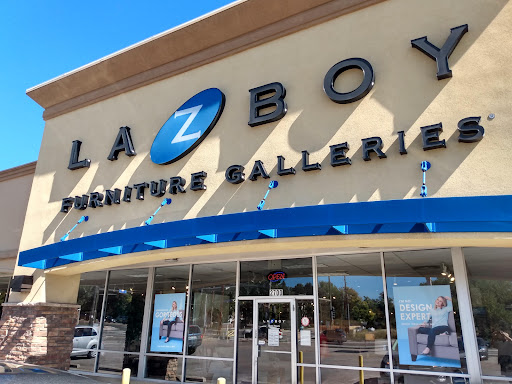 LA Z BOY
FURNITURE GALLERIES®
OPEN
DESIGN
EXPERT